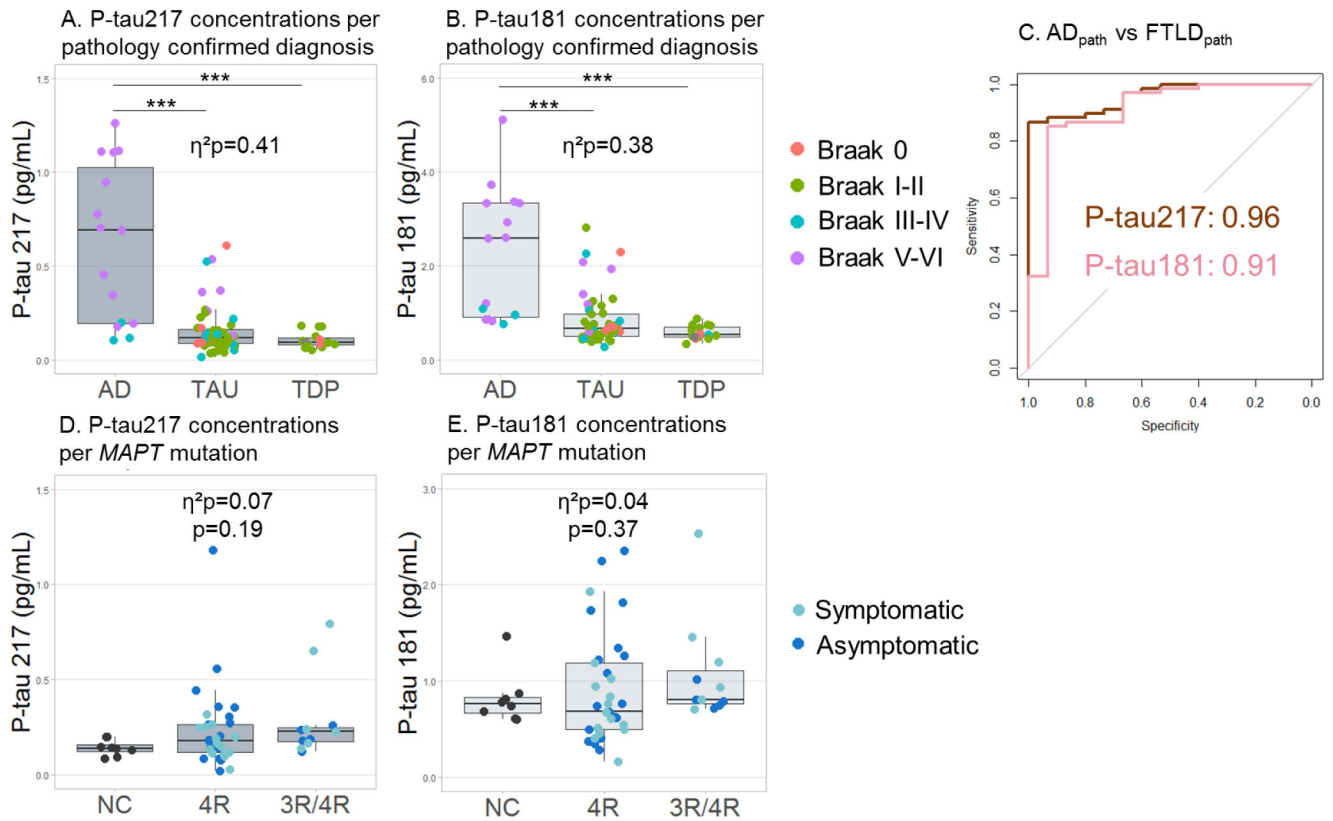 A. P-tau217 concentrations per
pathology confirmed diagnosis
P-tau 217 (pg/mL)
1.5
1.0
0.5
0.0
***
***
η²p=0.41
AD
TAU
TDP
B. P-tau181 concentrations per
pathology confirmed diagnosis
P-tau 181 (pg/mL)
6.0
4.0
2.0
0.0
***
***
η²p=0.38
AD
TAU
TDP
Braak 0
Braak I-II
Braak III-IV
Braak V-VI
C. ADpath vs FTLDpath
Sensitivity
1.0
0.8
0.6
0.4
0.2
0.0
P-tau217: 0.96
P-tau181: 0.91
1.0
0.8
0.6
0.4
0.2
0.0
Specificity
D. P-tau217 concentrations
per MAPT mutation
P-tau 217 (pg/mL)
1.5
1.0
0.5
0.0
η²p=0.07
p=0.19
NC
4R
3R/4R
E. P-tau181 concentrations
per MAPT mutation
P-tau 181 (pg/mL)
3.0
2.0
1.0
0.0
η²p=0.04
p=0.37
NC
4R
3R/4R
Symptomatic
Asymptomatic